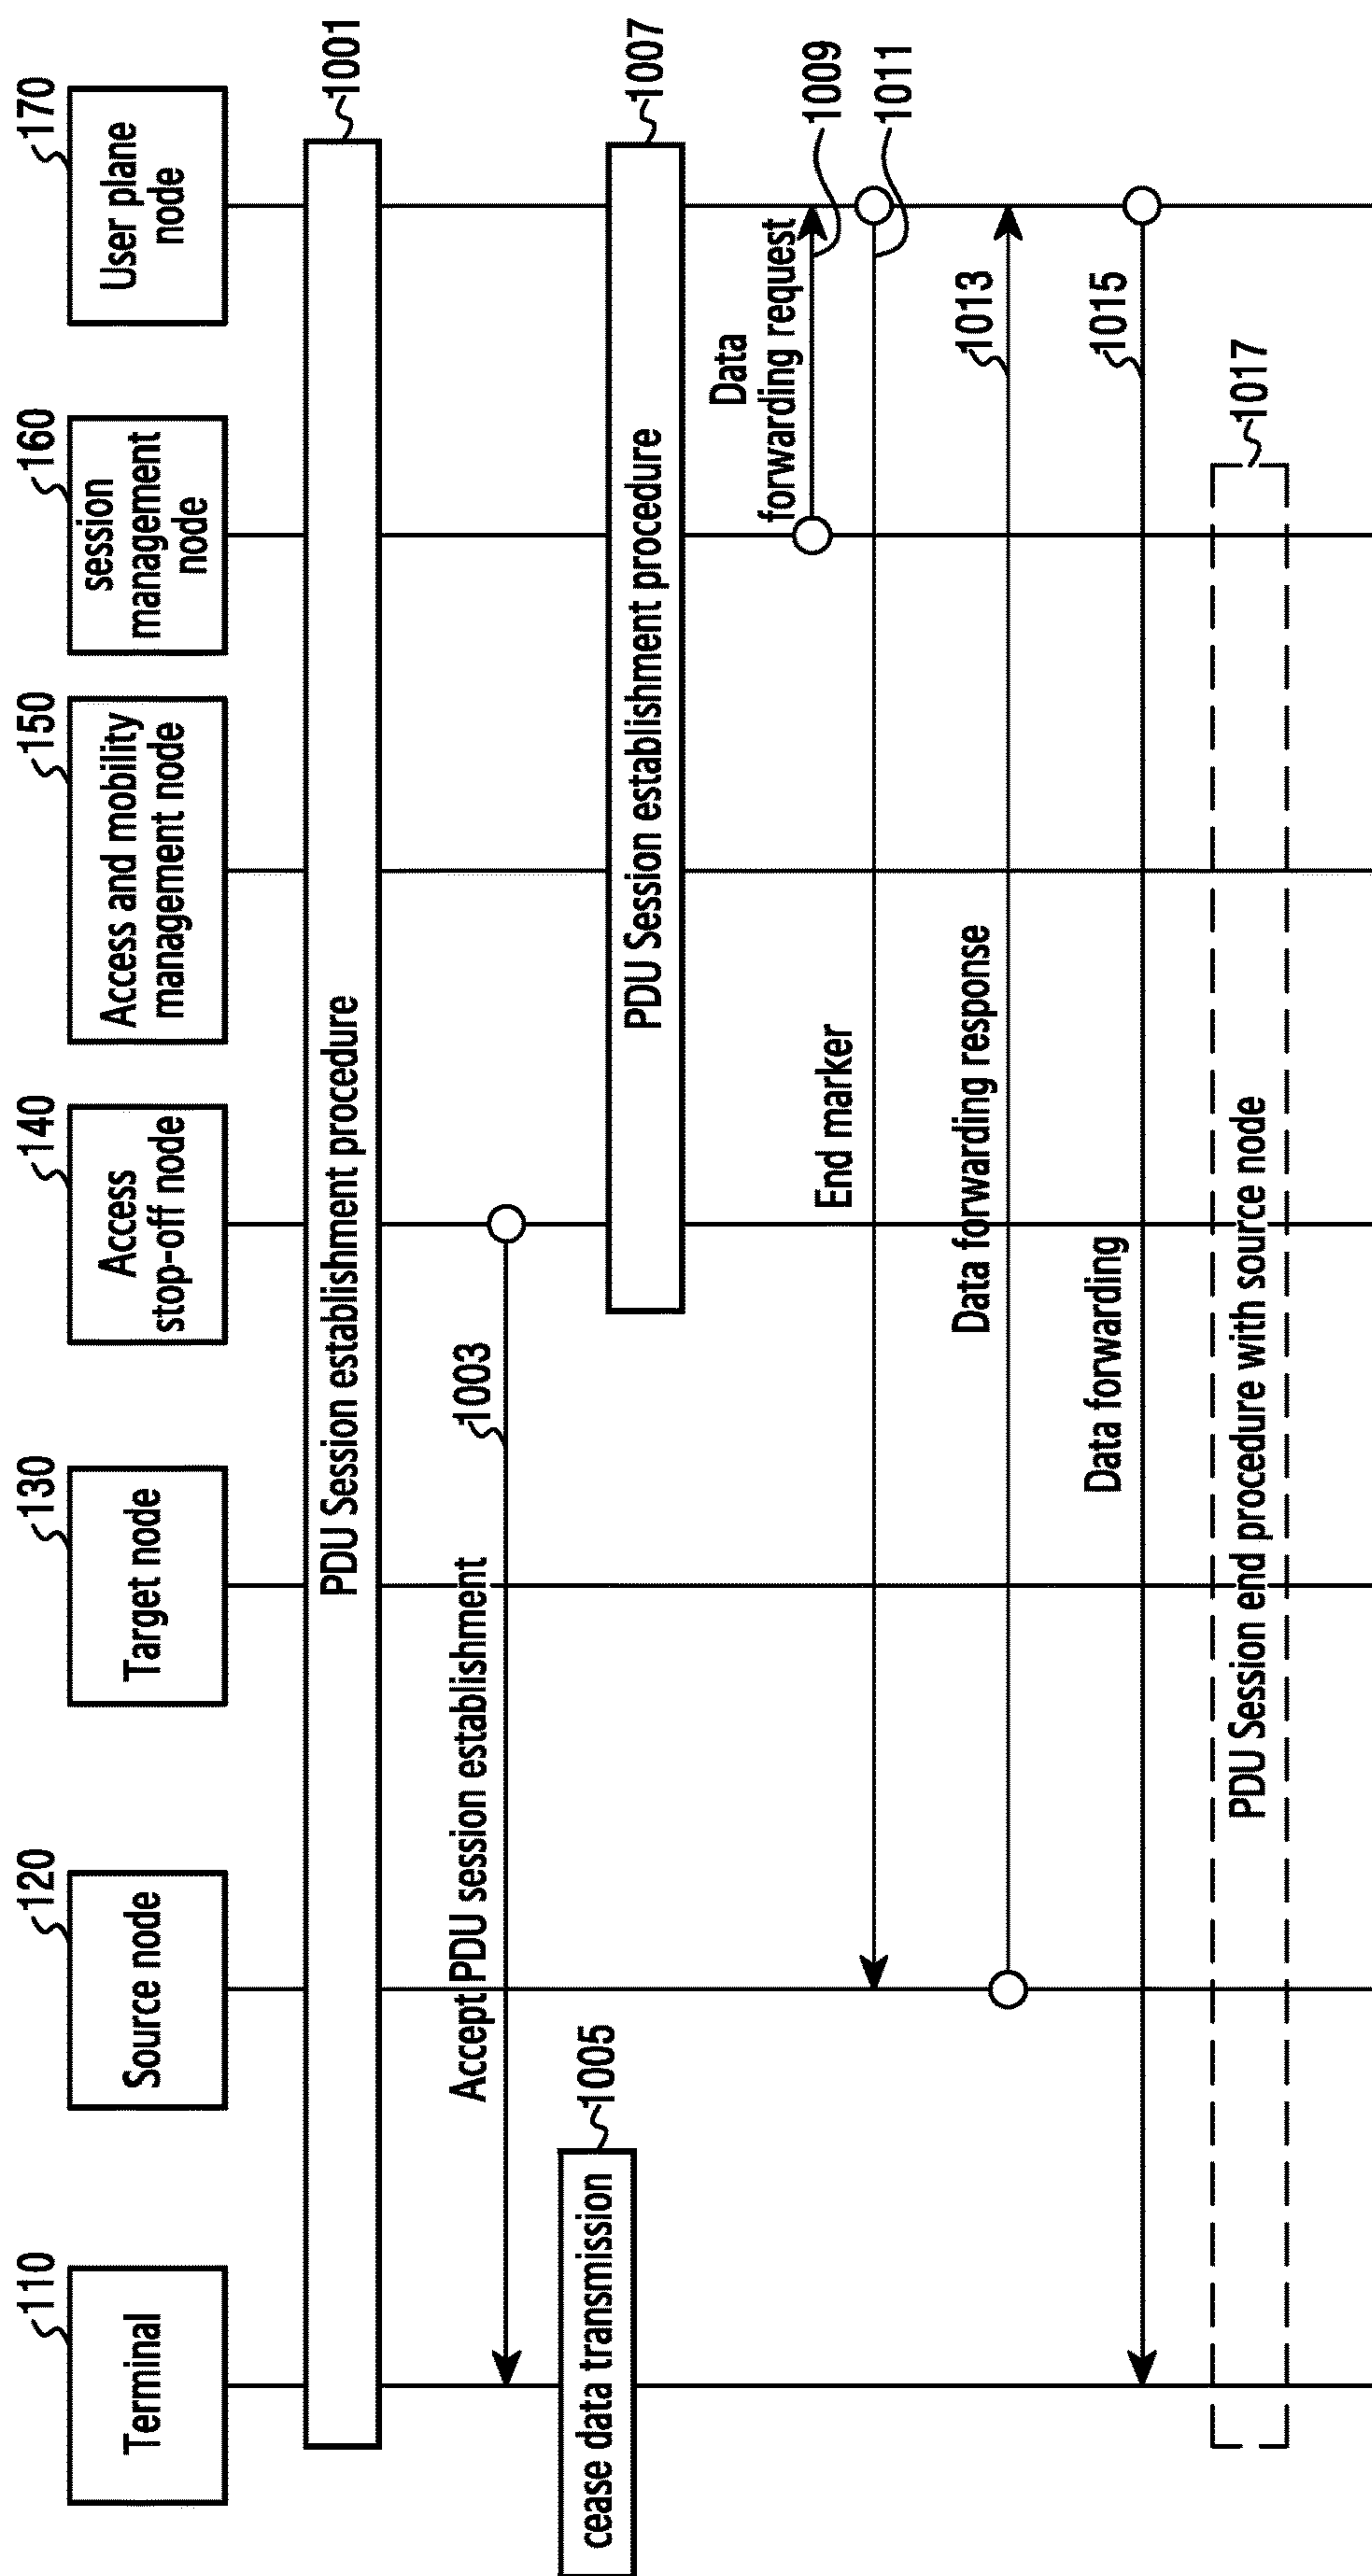 110
Terminal
120
Source node
130
Target node
140
Access
stop-off node
150
Access and mobility
management node
160
session
management
node
170
User plane
node
PDU Session establishment procedure
1001
Accept PDU session establishment
1003
cease data transmission
1005
PDU Session establishment procedure
1007
Data
forwarding request
1009
End marker
1011
Data forwarding response
1013
Data forwarding
1015
PDU Session end procedure with source node
1017